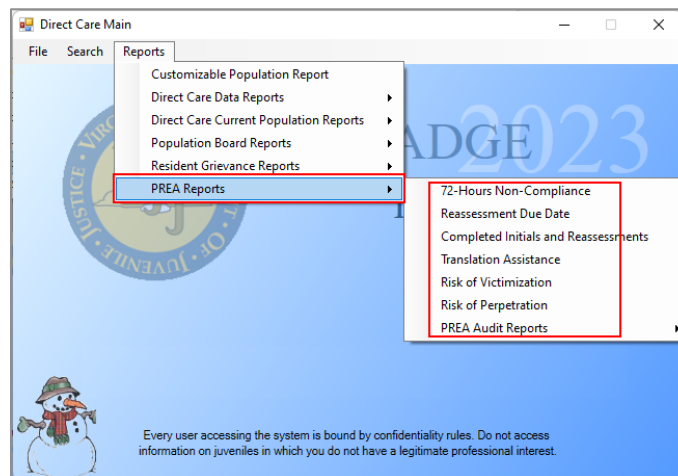 Direct Care Main
File Search Reports
Customizable Population Report
Direct Care Data Reports
Direct Care Current Population Reports
Population Board Reports
Resident Grievance Reports
PREA Reports
ADGE 2023
72-Hours Non-Compliance
Reassessment Due Date
Completed Initials and Reassessments
Translation Assistance
Risk of Victimization
Risk of Perpetration
PREA Audit Reports
OF JUVENILE JUSTICE
Every user accessing the system is bound by confidentiality rules. Do not access
information on juveniles in which you do not have a legitimate professional interest.